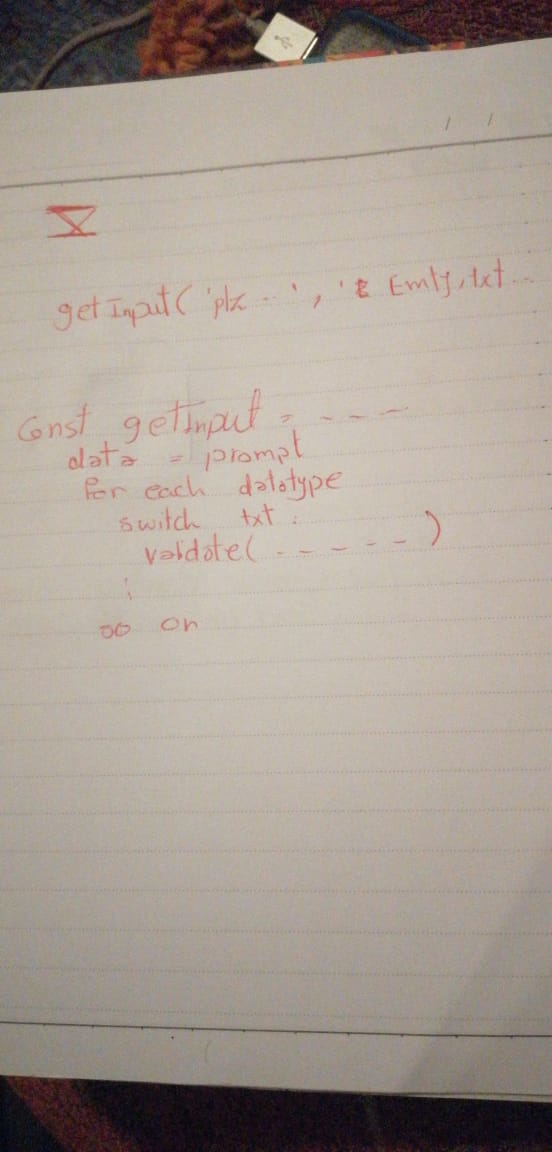 X
getInput( 'plz -- ', ' Emty, txt --
Const getInput = - - - -
data = prompt
for each datatype
switch txt :
validate( - - - - - )
:
so on